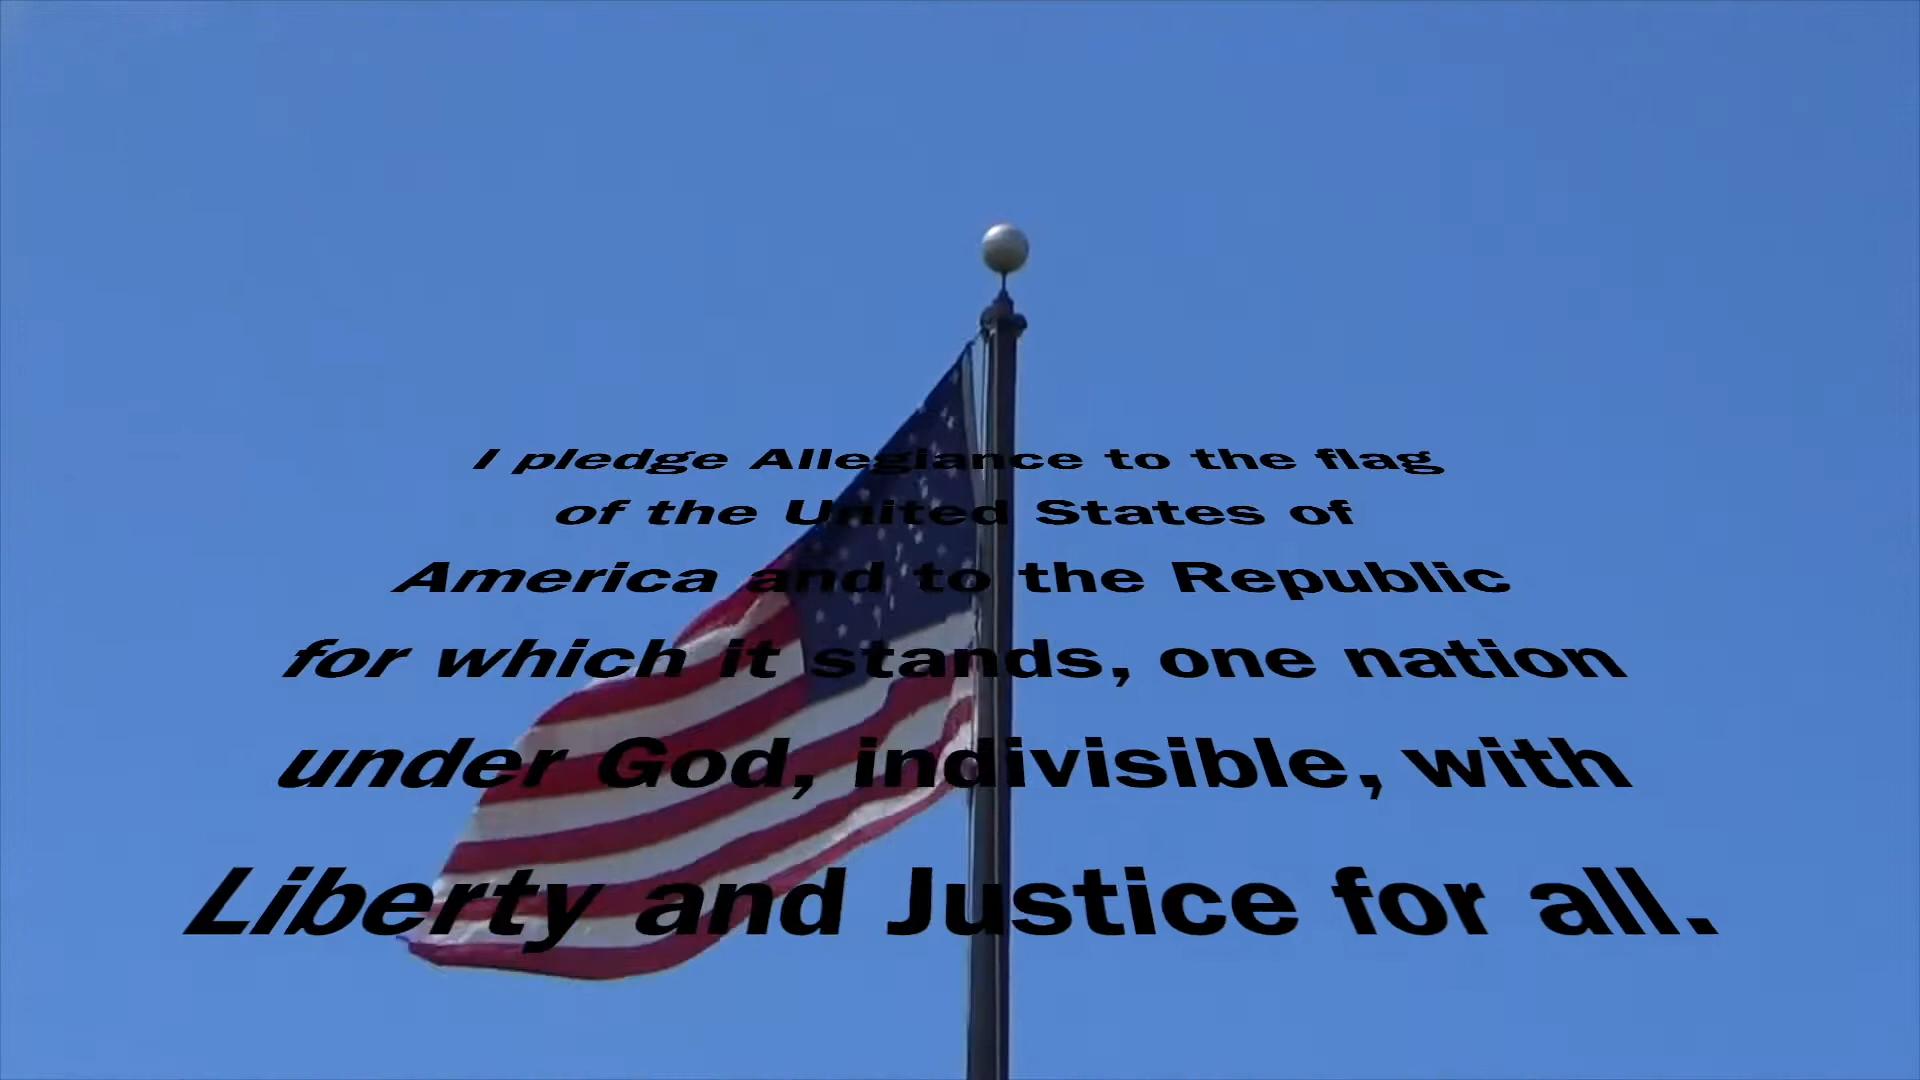 I pledge Allegiance to the flag
of the United States of
America and to the Republic
for which it stands, one nation
under God, indivisible, with
Liberty and Justice for all.